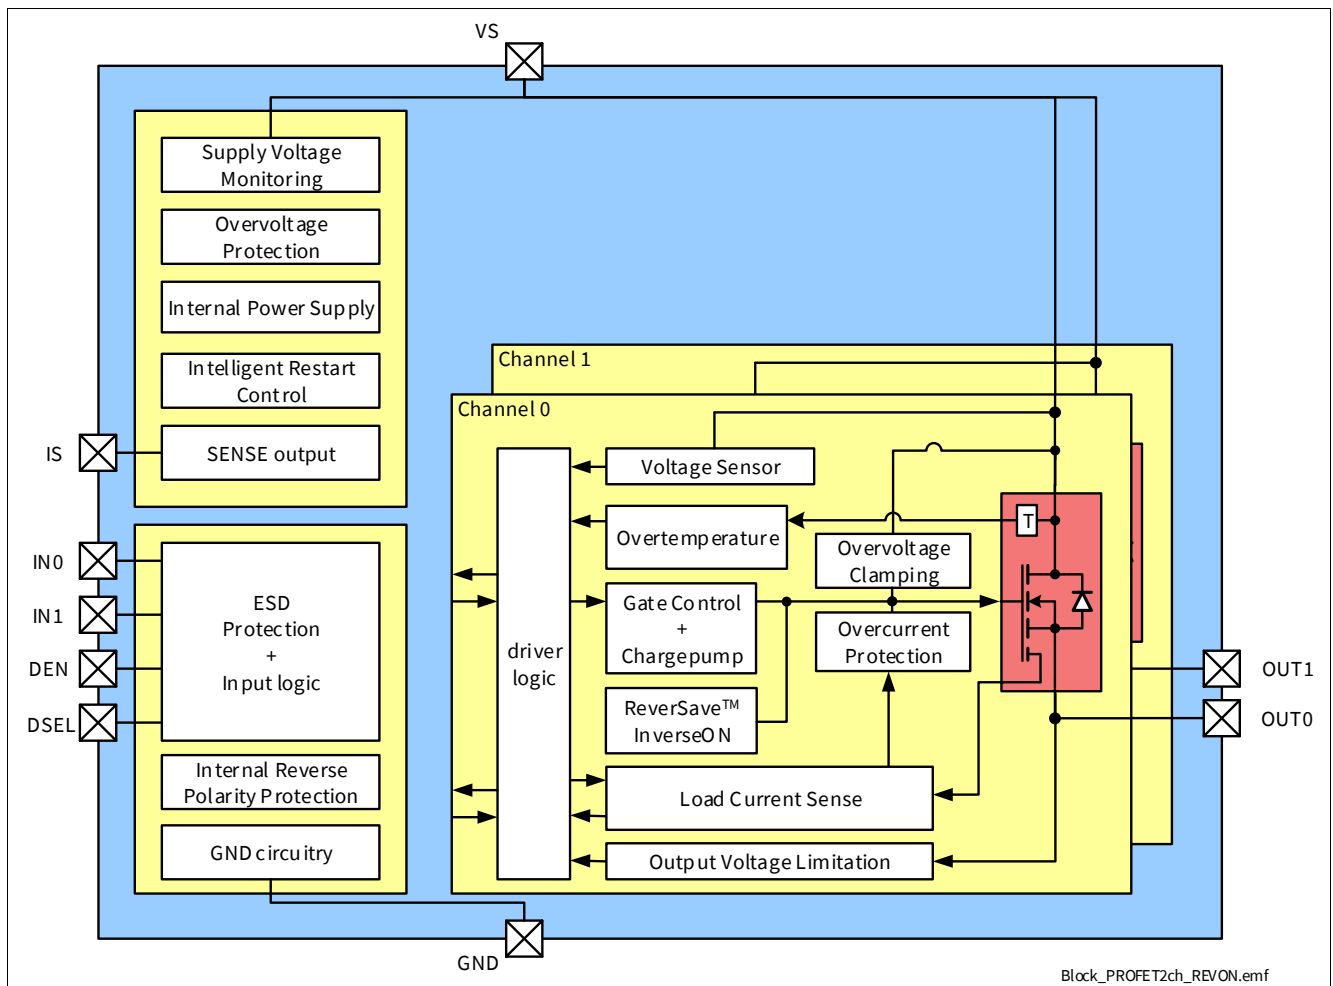 VS
Supply Voltage
Monitoring
Overvoltage
Protection
Internal Power Supply
Intelligent Restart
Control
SENSE output
IS
IN0
IN1
DEN
DSEL
ESD
Protection
+
Input logic
Internal Reverse
Polarity Protection
GND circuitry
GND
Channel 1
Channel 0
driver
logic
Voltage Sensor
Overtemperature
T
Overvoltage
Clamping
Gate Control
+
Chargepump
Overcurrent
Protection
ReverSave™
InverseON
Load Current Sense
Output Voltage Limitation
OUT1
OUT0
Block_PROFET2ch_REVON.emf